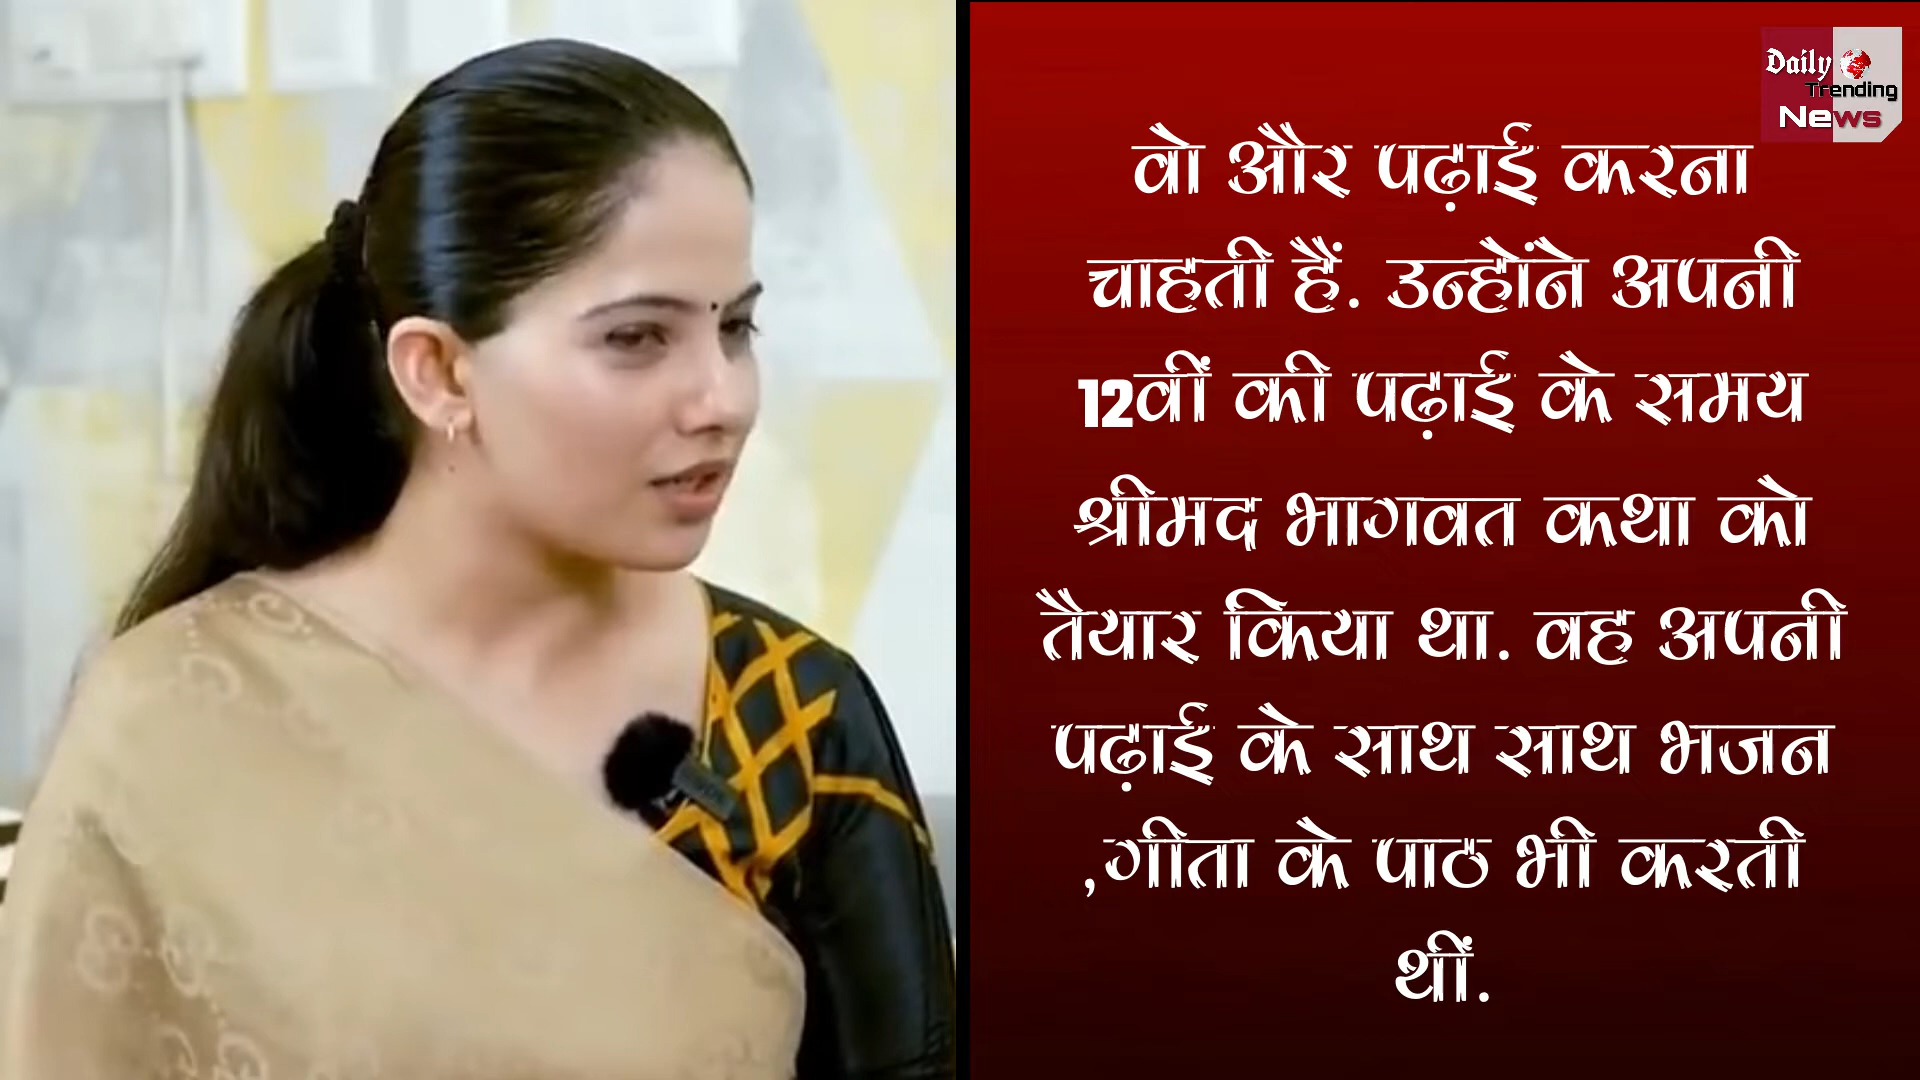 Daily
Trending
News
वो और पढ़ाई करना
चाहती हैं. उन्होंने अपनी
12वीं की पढ़ाई के समय
श्रीमद भागवत कथा को
तैयार किया था. वह अपनी
पढ़ाई के साथ साथ भजन
,गीता के पाठ भी करती
थीं.